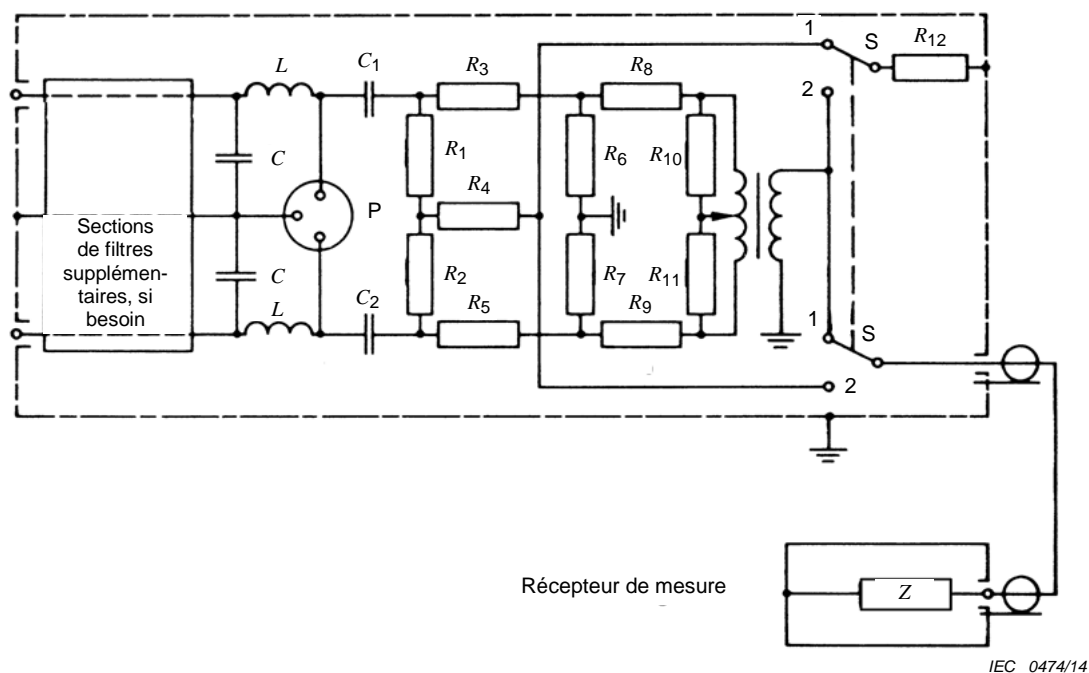 1
S
R12
L
C1
R3
R8
2
C
R1
R6
R10
R4
P
Sections
de filtres
supplémen-
taires, si
besoin
C
R2
R7
R11
L
C2
R5
R9
1
S
2
Récepteur de mesure
Z
IEC 0474/14